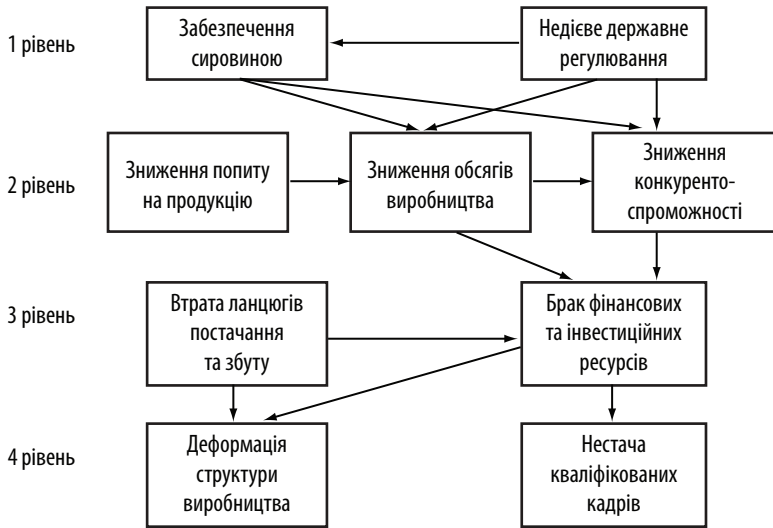 1 рівень
Забезпечення
сировиною
Недієве державне
регулювання
2 рівень
Зниження попиту
на продукцію
Зниження обсягів
виробництва
Зниження
конкуренто-
спроможності
3 рівень
Втрата ланцюгів
постачання
та збуту
Брак фінансових
та інвестиційних
ресурсів
4 рівень
Деформація
структури
виробництва
Нестача
кваліфікованих
кадрів